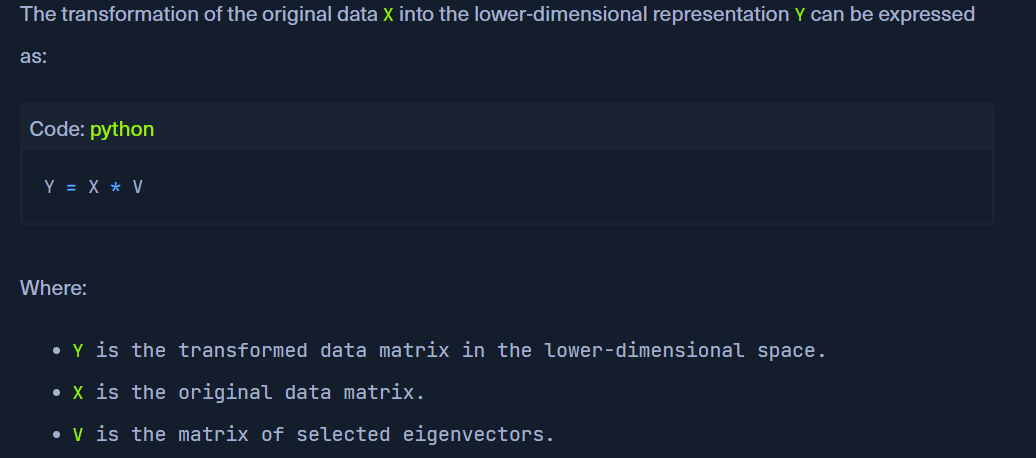 The transformation of the original data X into the lower-dimensional representation Y can be expressed
as:
Code: python
Y = X * V
Where:
• Y is the transformed data matrix in the lower-dimensional space.
• X is the original data matrix.
• V is the matrix of selected eigenvectors.